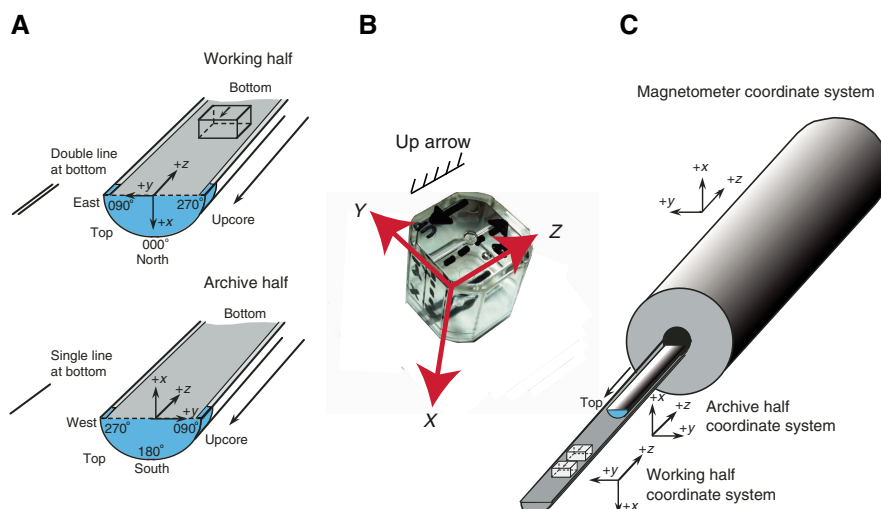 A
Working half
Bottom
Double line
at bottom
+z
+y
East
090°
270°
+x
Top
000°
North
Upcore
Archive half
Bottom
Single line
at bottom
+x
+z
+y
West
270°
090°
Top
180°
South
Upcore
B
Up arrow
Y
Z
X
C
Magnetometer coordinate system
+x
+z
+y
Top
+x
+z
+y
Archive half
coordinate system
+z
+y
+x
Working half
coordinate system